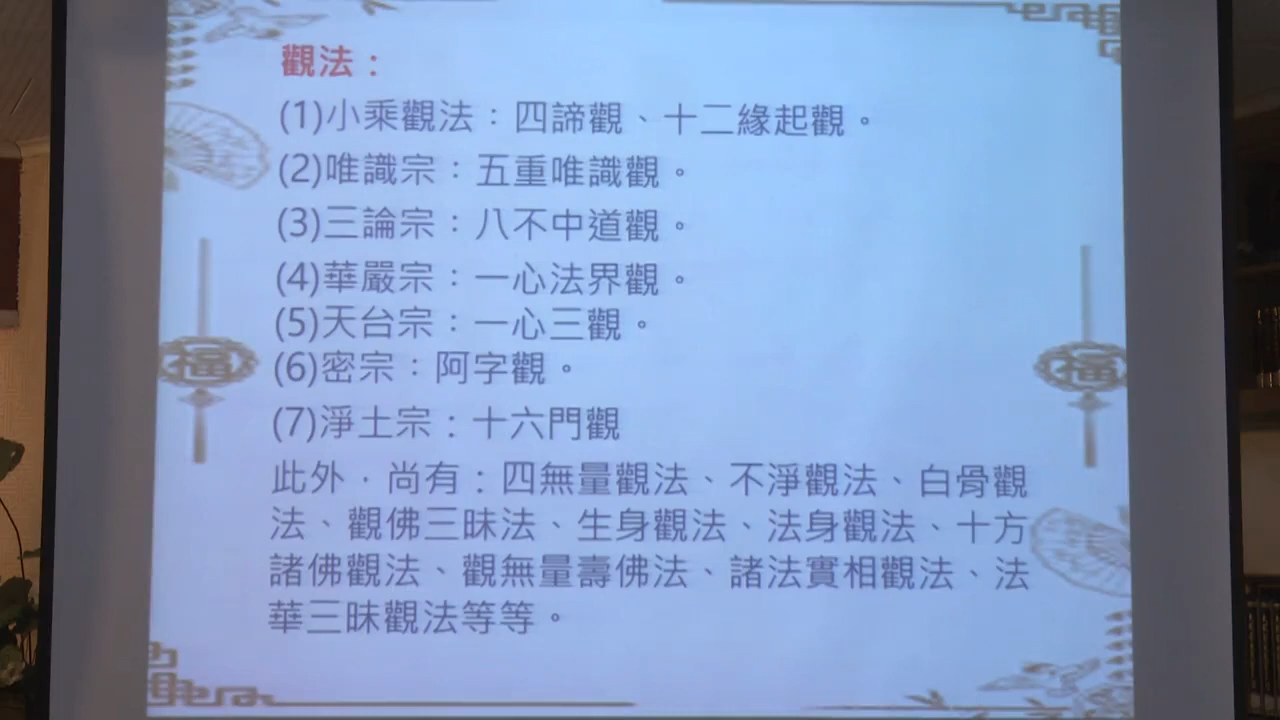 觀法：
(1)小乘觀法：四諦觀、十二緣起觀。
(2)唯識宗：五重唯識觀。
(3)三論宗：八不中道觀。
(4)華嚴宗：一心法界觀。
(5)天台宗：一心三觀。
(6)密宗：阿字觀。
(7)淨土宗：十六門觀
此外，尚有：四無量觀法、不淨觀法、白骨觀
法、觀佛三昧法、生身觀法、法身觀法、十方
諸佛觀法、觀無量壽佛法、諸法實相觀法、法
華三昧觀法等等。
福
福